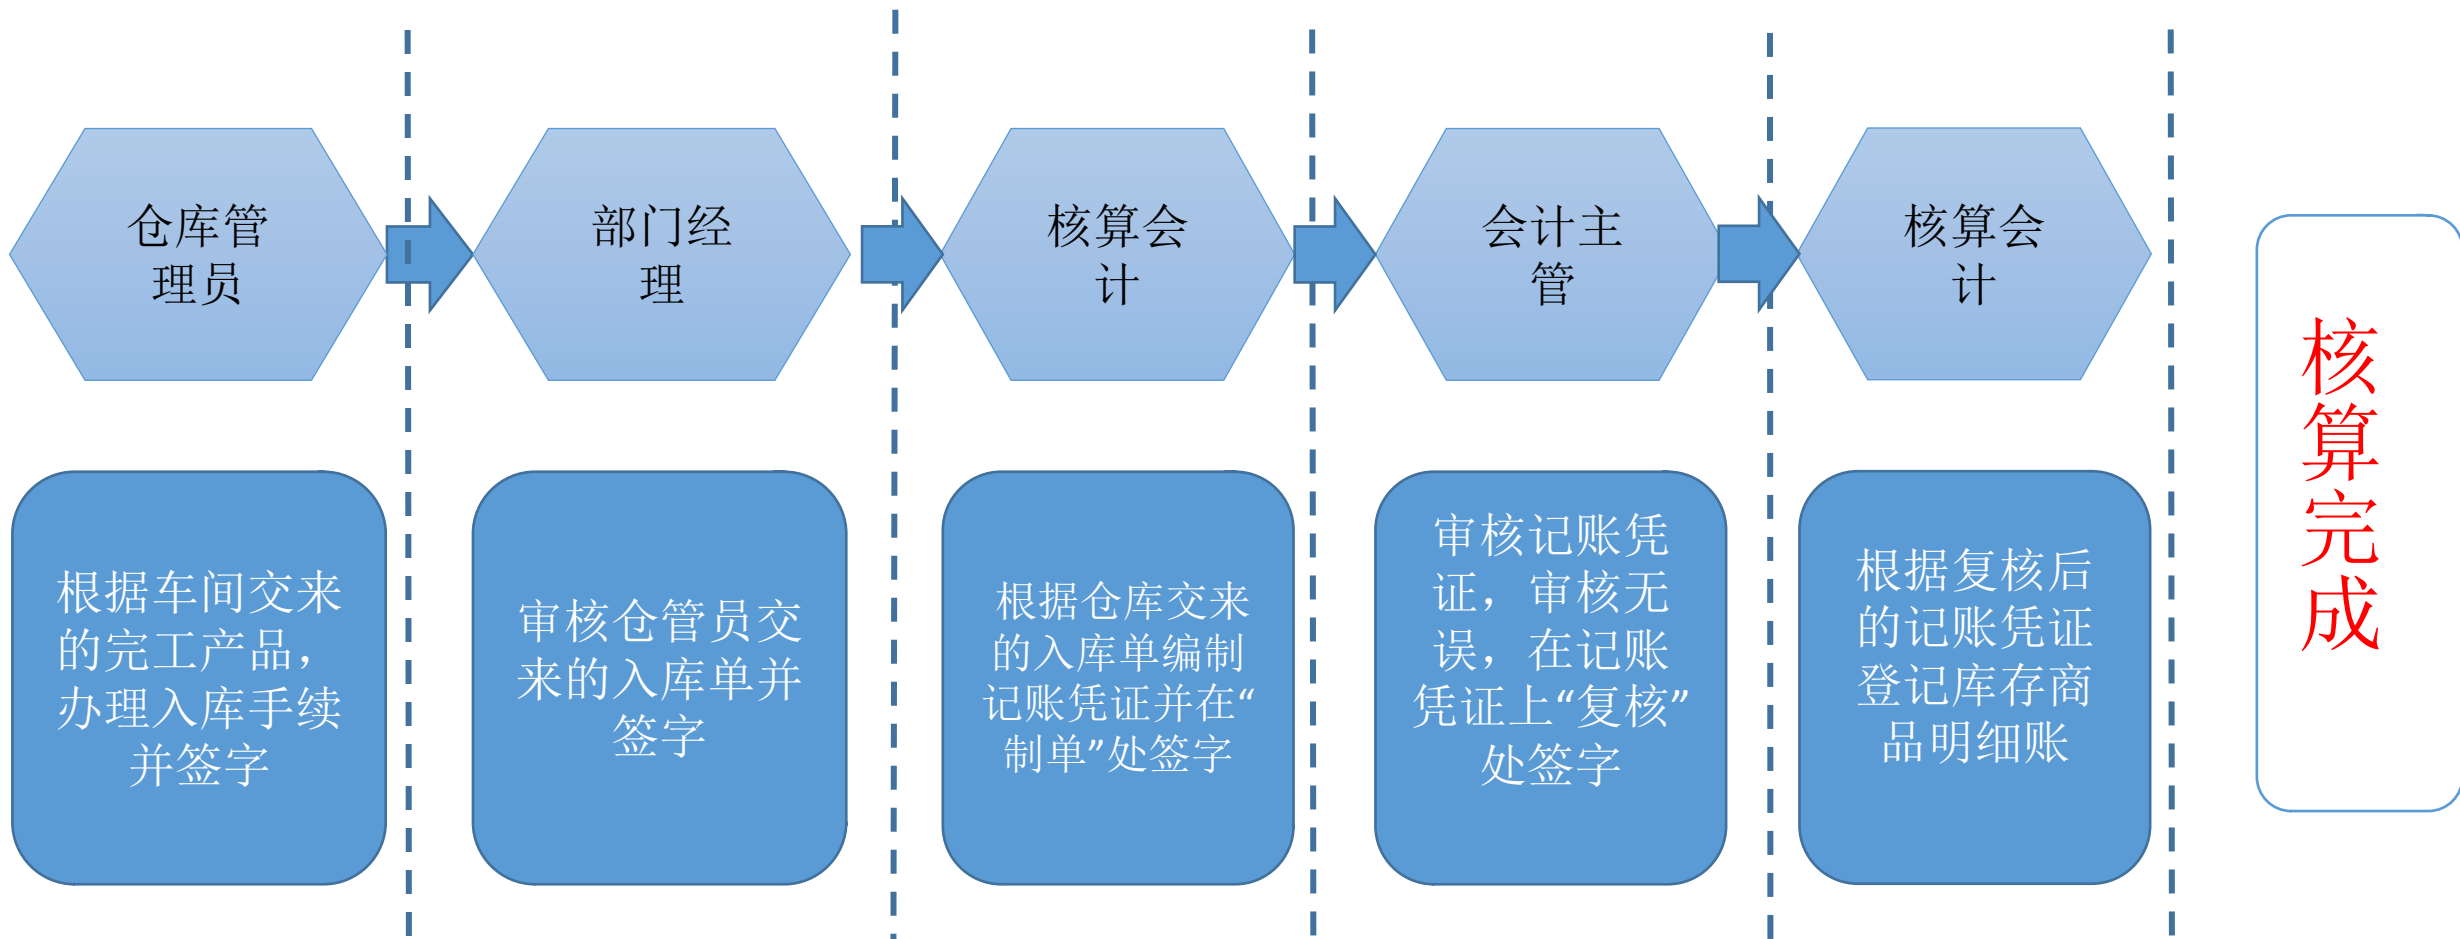 仓库管
理员
部门经
理
核算会
计
会计主
管
核算会
计
根据车间交来
的完工产品，
办理入库手续
并签字
审核仓管员交
来的入库单并
签字
根据仓库交来
的入库单编制
记账凭证并在“
制单”处签字
审核记账凭
证，审核无
误，在记账
凭证上“复核”
处签字
根据复核后
的记账凭证
登记库存商
品明细账
核算完成